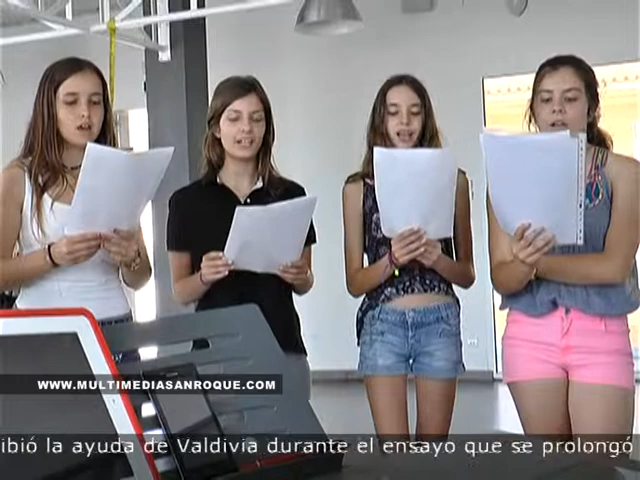 WWW.MULTIMEDIASANROQUE.COM
ibió la ayuda de Valdivia durante el ensayo que se prolongó